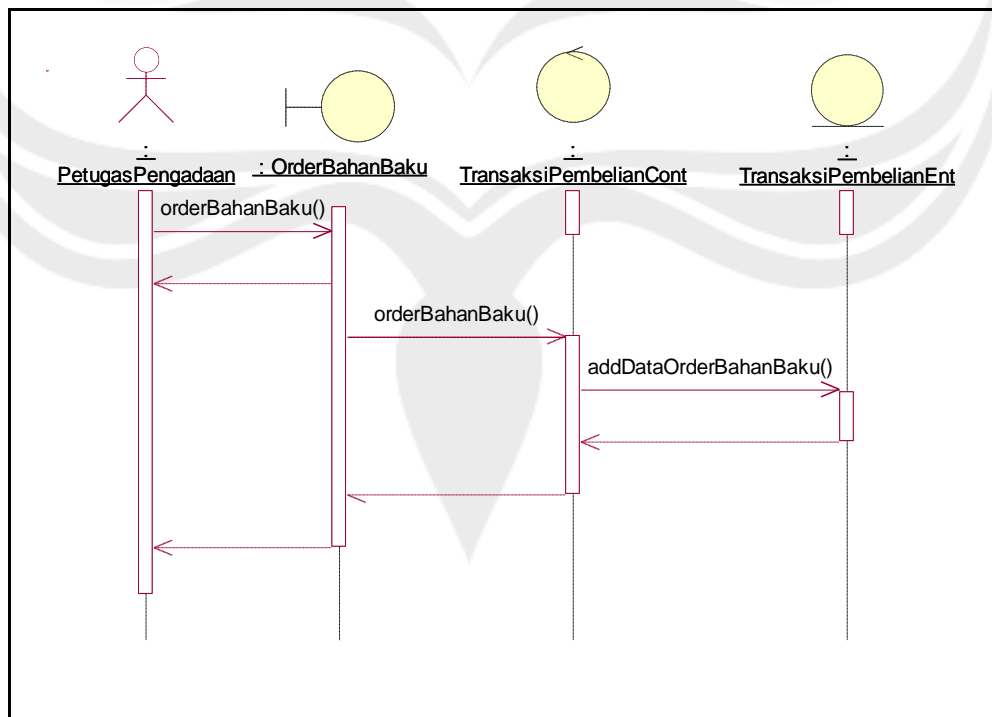 :
PetugasPengadaan
: OrderBahanBaku
:
TransaksiPembelianCont
:
TransaksiPembelianEnt
orderBahanBaku()
orderBahanBaku()
addDataOrderBahanBaku()